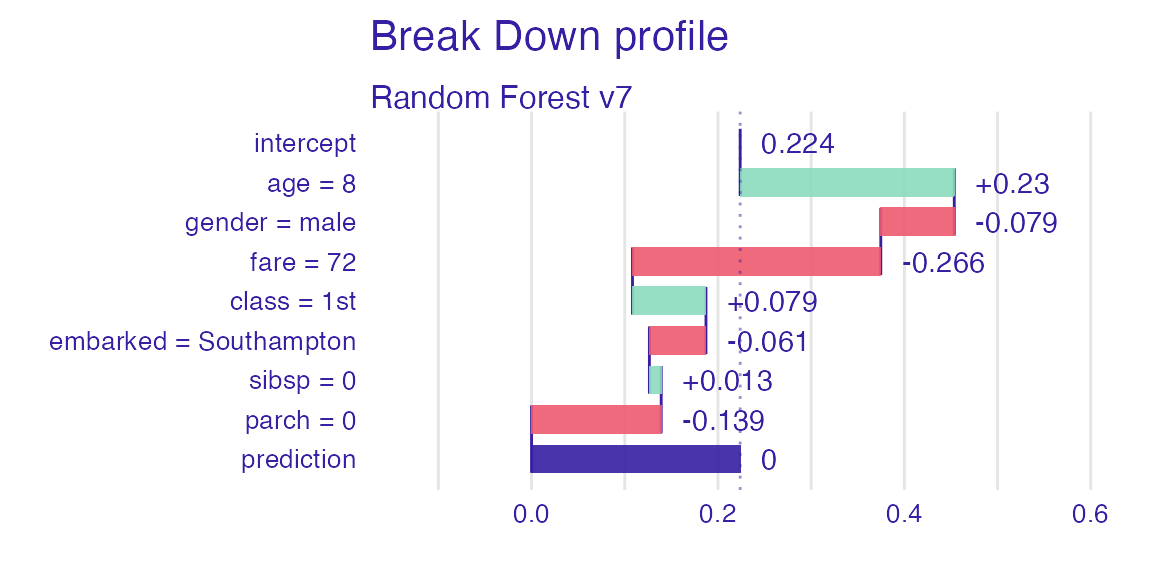 Break Down profile
Random Forest v7
intercept 0.224
age = 8 +0.23
gender = male -0.079
fare = 72 -0.266
class = 1st +0.079
embarked = Southampton -0.061
sibsp = 0 +0.013
parch = 0 -0.139
prediction 0
0.0 0.2 0.4 0.6